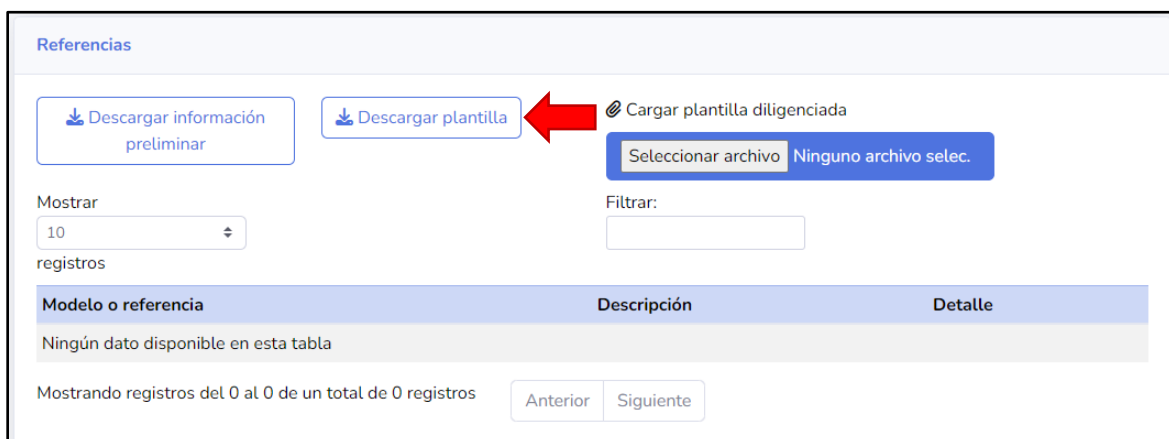 Referencias
Descargar información
preliminar
Descargar plantilla
Cargar plantilla diligenciada
Seleccionar archivo Ninguno archivo selec.
Mostrar
10
registros
Filtrar:
Modelo o referencia Descripción Detalle
Ningún dato disponible en esta tabla
Mostrando registros del 0 al 0 de un total de 0 registros
Anterior Siguiente